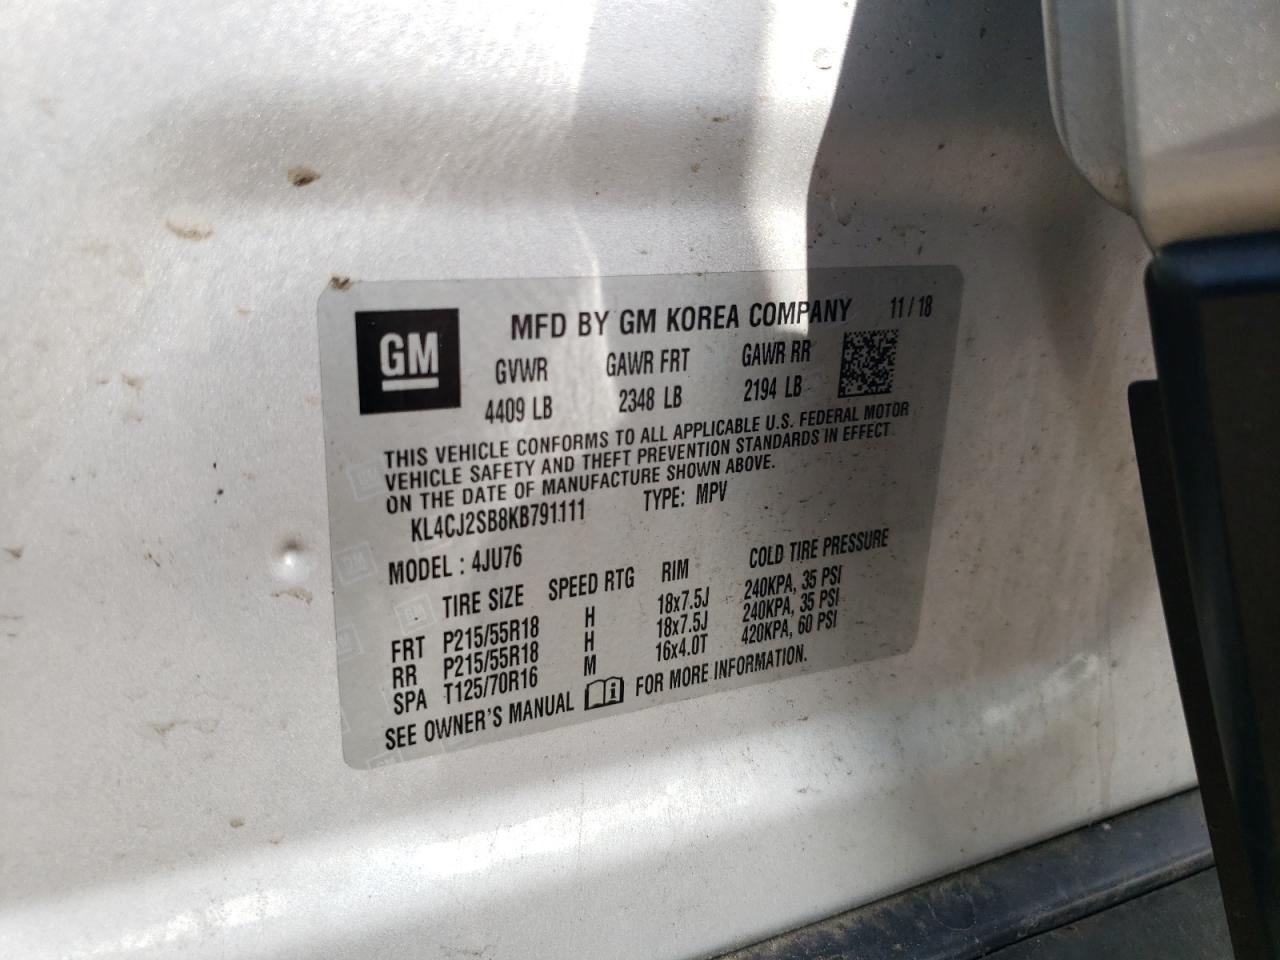 GM
MFD BY GM KOREA COMPANY 11/18
GVWR GAWR FRT GAWR RR
4409 LB 2348 LB 2194 LB
THIS VEHICLE CONFORMS TO ALL APPLICABLE U.S. FEDERAL MOTOR
VEHICLE SAFETY AND THEFT PREVENTION STANDARDS IN EFFECT
ON THE DATE OF MANUFACTURE SHOWN ABOVE.
KL4CJ2SB8KB791111 TYPE: MPV
MODEL : 4JU76
TIRE SIZE SPEED RTG RIM COLD TIRE PRESSURE
FRT P215/55R18 H 18x7.5J 240KPA, 35 PSI
RR P215/55R18 H 18x7.5J 240KPA, 35 PSI
SPA T125/70R16 M 16x4.0T 420KPA, 60 PSI
SEE OWNER'S MANUAL i FOR MORE INFORMATION.